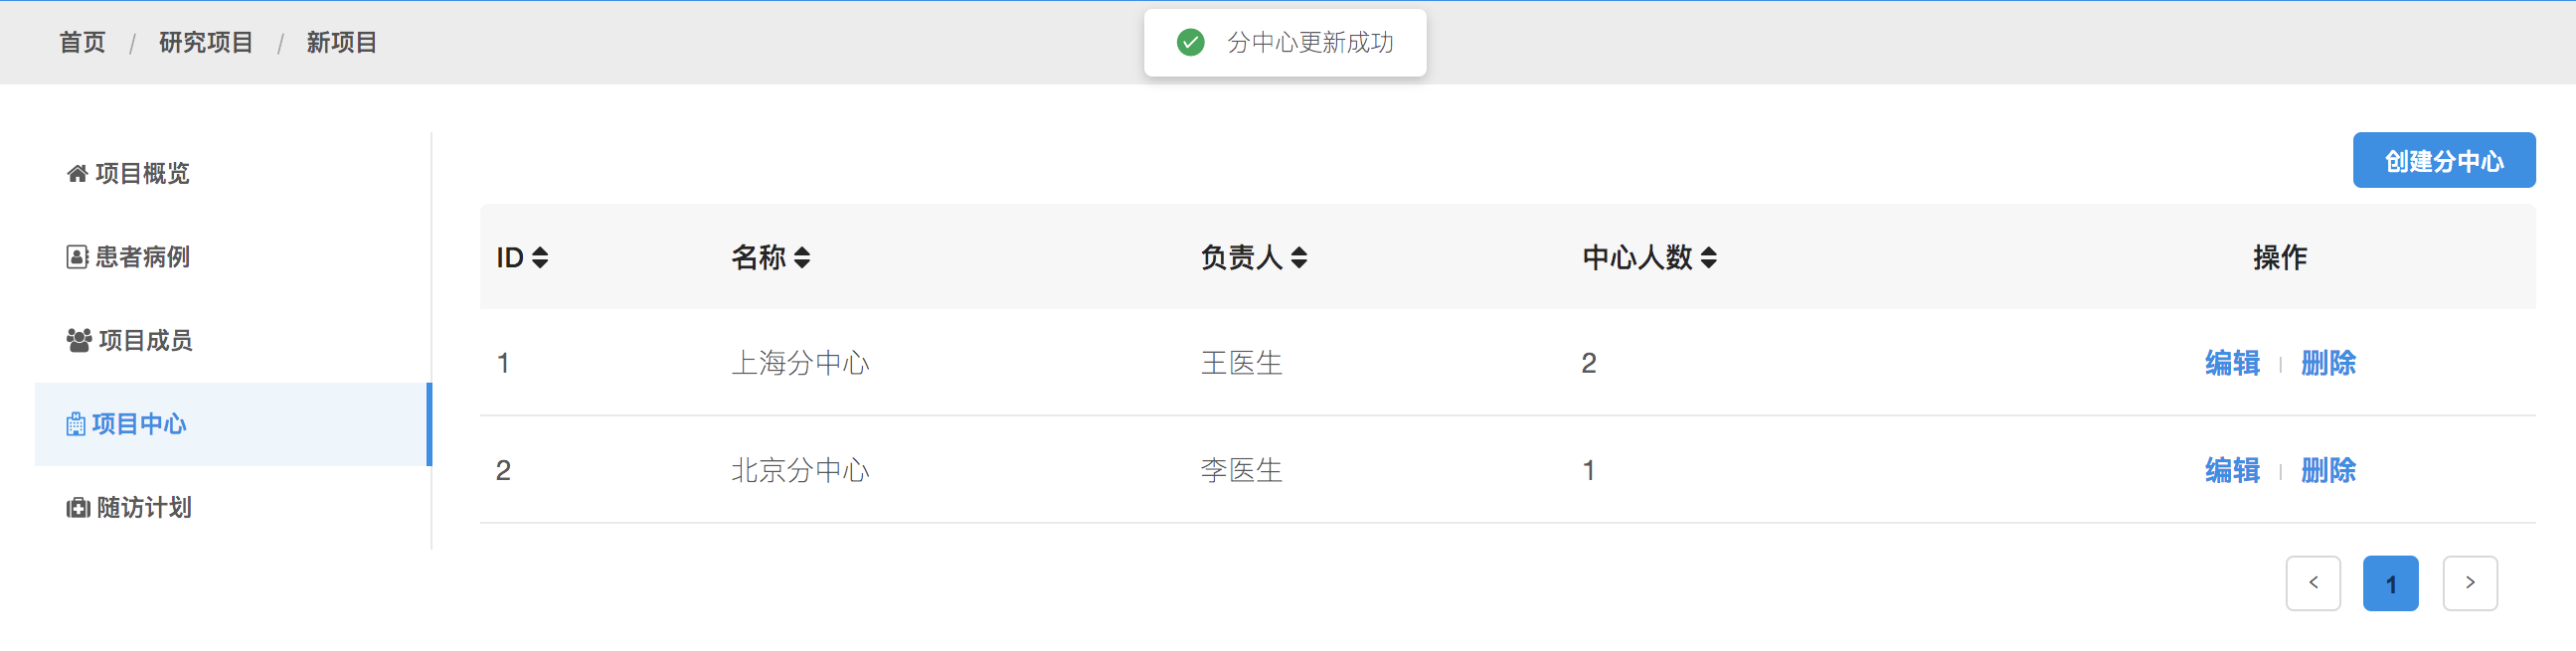 首页 / 研究项目 / 新项目
分中心更新成功
项目概览
患者病例
项目成员
项目中心
随访计划
创建分中心
ID 名称 负责人 中心人数 操作
1 上海分中心 王医生 2 编辑 | 删除
2 北京分中心 李医生 1 编辑 | 删除
< 1 >